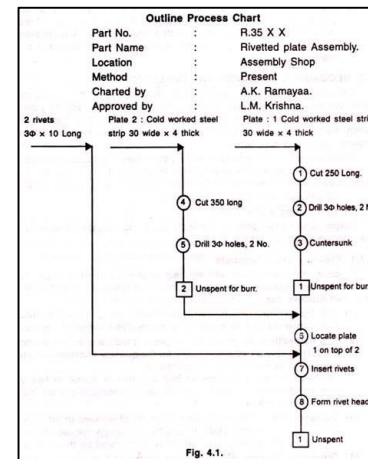 Outline Process Chart
Part No. : R.35 X X
Part Name : Rivetted plate Assembly.
Location : Assembly Shop
Method : Present
Charted by : A.K. Ramayaa.
Approved by : L.M. Krishna.
2 rivets
3Φ × 10 Long
Plate 2 : Cold worked steel
strip 30 wide × 4 thick
Plate : 1 Cold worked steel stri
30 wide × 4 thick
1 Cut 250 Long.
4 Cut 350 long
2 Drill 3Φ holes, 2 N
5 Drill 3Φ holes, 2 No.
3 Cuntersunk
2 Unspent for burr.
1 Unspent for bur
6 Locate plate
1 on top of 2
7 Insert rivets
8 Form rivet head
1 Unspent
Fig. 4.1.